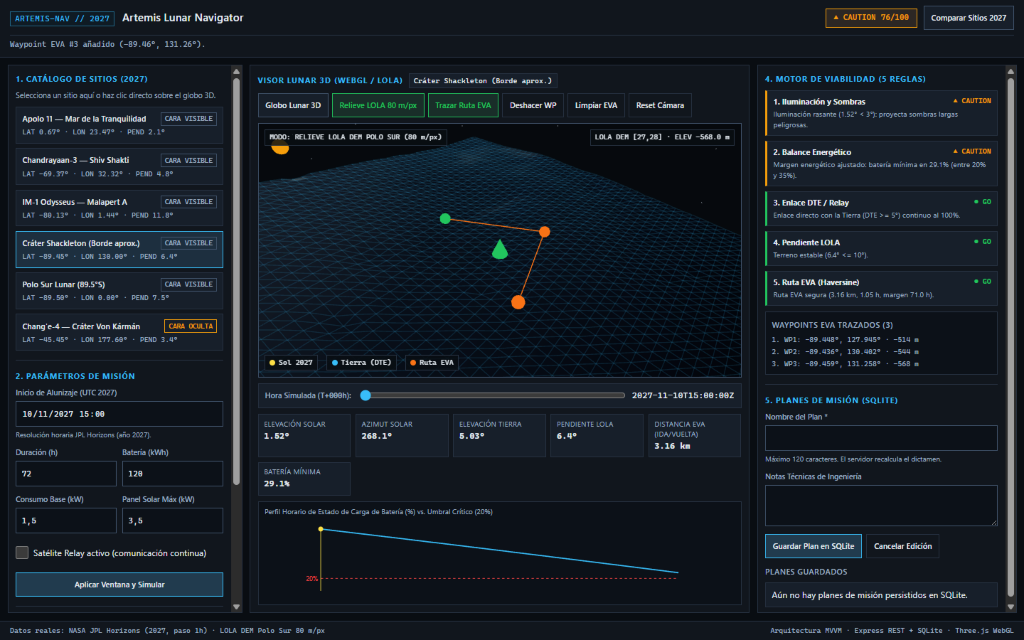 ARTEMIS-NAV // 2027
Artemis Lunar Navigator
▲ CAUTION 76/100
Comparar Sitios 2027
Waypoint EVA #3 añadido (-89.46°, 131.26°).
1. CATÁLOGO DE SITIOS (2027)
Selecciona un sitio aquí o haz clic directo sobre el globo 3D.
Apolo 11 — Mar de la Tranquilidad
CARA VISIBLE
LAT 0.67° · LON 23.47° · PEND 2.1°
Chandrayaan-3 — Shiv Shakti
CARA VISIBLE
LAT -69.37° · LON 32.32° · PEND 4.8°
IM-1 Odysseus — Malapert A
CARA VISIBLE
LAT -80.13° · LON 1.44° · PEND 11.8°
Cráter Shackleton (Borde aprox.)
CARA VISIBLE
LAT -89.45° · LON 130.00° · PEND 6.4°
Polo Sur Lunar (89.5°S)
CARA VISIBLE
LAT -89.50° · LON 0.00° · PEND 7.5°
Chang'e-4 — Cráter Von Kármán
CARA OCULTA
LAT -45.45° · LON 177.60° · PEND 3.4°
2. PARÁMETROS DE MISIÓN
Inicio de Alunizaje (UTC 2027)
10/11/2027 15:00
Resolución horaria JPL Horizons (año 2027).
Duración (h)
Batería (kWh)
72
120
Consumo Base (kW)
Panel Solar Máx (kW)
1,5
3,5
Satélite Relay activo (comunicación continua)
Aplicar Ventana y Simular
VISOR LUNAR 3D (WEBGL / LOLA)
Cráter Shackleton (Borde aprox.)
Globo Lunar 3D
Relieve LOLA 80 m/px
Trazar Ruta EVA
Deshacer WP
Limpiar EVA
Reset Cámara
MODO: RELIEVE LOLA DEM POLO SUR (80 m/px)
LOLA DEM [27,28] · ELEV -568.0 m
Sol 2027
Tierra (DTE)
Ruta EVA
Hora Simulada (T+000h):
2027-11-10T15:00:00Z
ELEVACIÓN SOLAR
1.52°
AZIMUT SOLAR
268.1°
ELEVACIÓN TIERRA
5.03°
PENDIENTE LOLA
6.4°
DISTANCIA EVA
(IDA/VUELTA)
3.16 km
BATERÍA MÍNIMA
29.1%
Perfil Horario de Estado de Carga de Batería (%) vs. Umbral Crítico (20%)
20%
4. MOTOR DE VIABILIDAD (5 REGLAS)
1. Iluminación y Sombras
▲ CAUTION
Iluminación rasante (1.52° < 3°): proyecta sombras largas
peligrosas.
2. Balance Energético
▲ CAUTION
Margen energético ajustado: batería mínima en 29.1% (entre 20%
y 35%).
3. Enlace DTE / Relay
● GO
Enlace directo con la Tierra (DTE >= 5°) continuo al 100%.
4. Pendiente LOLA
● GO
Terreno estable (6.4° <= 10°).
5. Ruta EVA (Haversine)
● GO
Ruta EVA segura (3.16 km, 1.05 h, margen 71.0 h).
WAYPOINTS EVA TRAZADOS (3)
1. WP1: -89.448°, 127.945° · -514 m
2. WP2: -89.436°, 130.402° · -544 m
3. WP3: -89.459°, 131.258° · -568 m
5. PLANES DE MISIÓN (SQLITE)
Nombre del Plan *
Máximo 120 caracteres. El servidor recalcula el dictamen.
Notas Técnicas de Ingeniería
Guardar Plan en SQLite
Cancelar Edición
PLANES GUARDADOS
Aún no hay planes de misión persistidos en SQLite.
Datos reales: NASA JPL Horizons (2027, paso 1h) · LOLA DEM Polo Sur 80 m/px
Arquitectura MVVM · Express REST + SQLite · Three.js WebGL